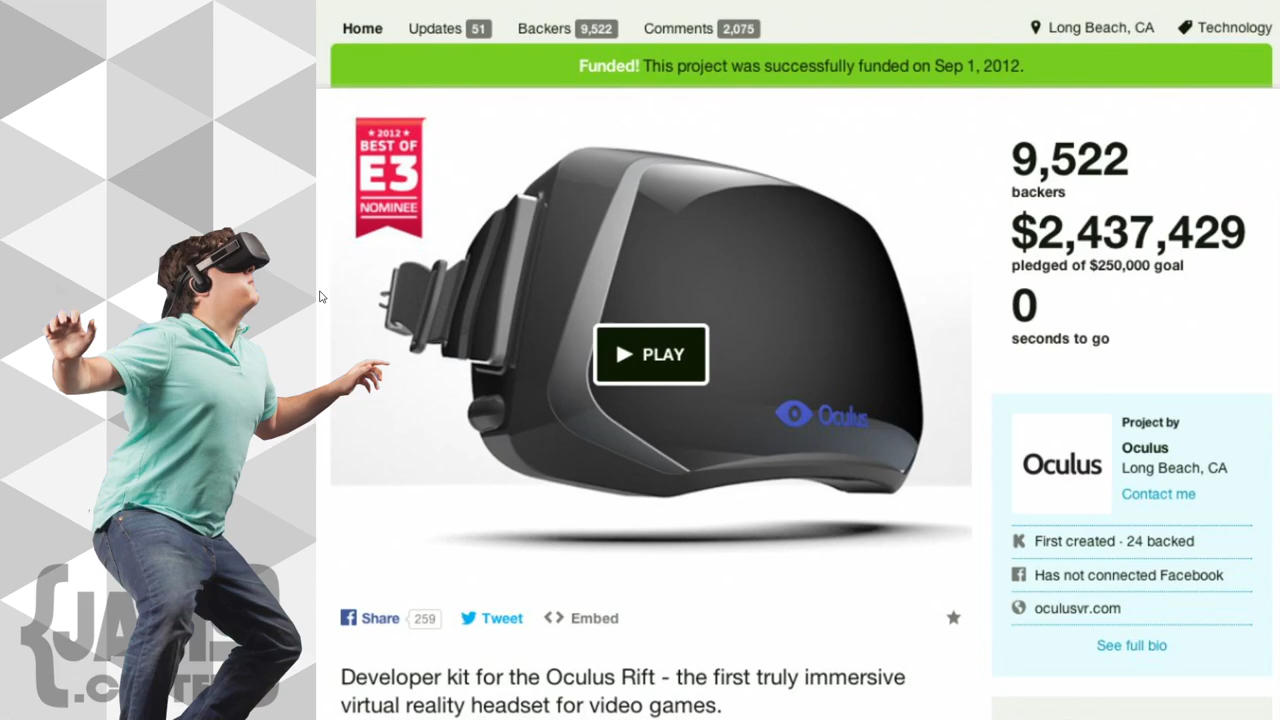 Home Updates 51 Backers 9,522 Comments 2,075 Long Beach, CA Technology
Funded! This project was successfully funded on Sep 1, 2012.
2012
BEST OF
E3
NOMINEE
PLAY
Oculus
9,522
backers
$2,437,429
pledged of $250,000 goal
0
seconds to go
Oculus
Project by
Oculus
Long Beach, CA
Contact me
First created · 24 backed
Has not connected Facebook
oculusvr.com
See full bio
Share 259 Tweet Embed
Developer kit for the Oculus Rift - the first truly immersive
virtual reality headset for video games.